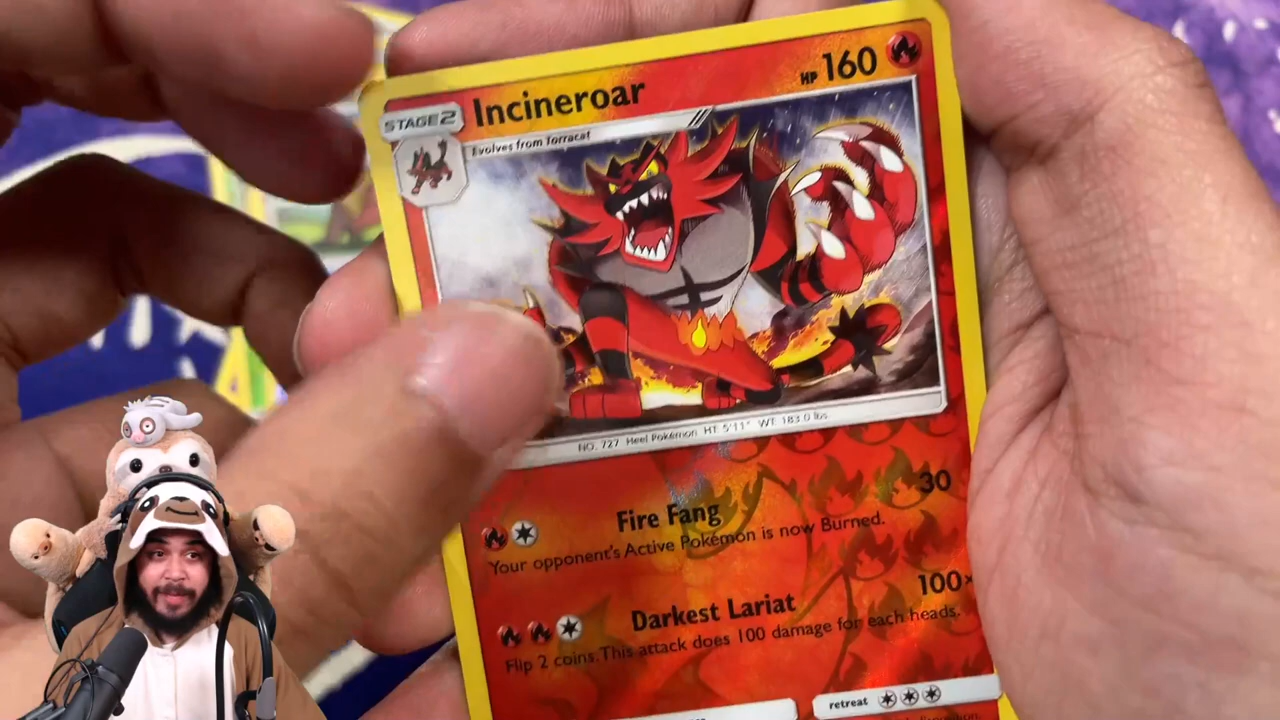 STAGE 2
Incineroar
HP 160
Evolves from Torracat
NO. 727 Heel Pokémon HT: 5'11" WT: 183.0 lbs.
Fire Fang
30
Your opponent's Active Pokémon is now Burned.
Darkest Lariat
100×
Flip 2 coins. This attack does 100 damage for each heads.
retreat